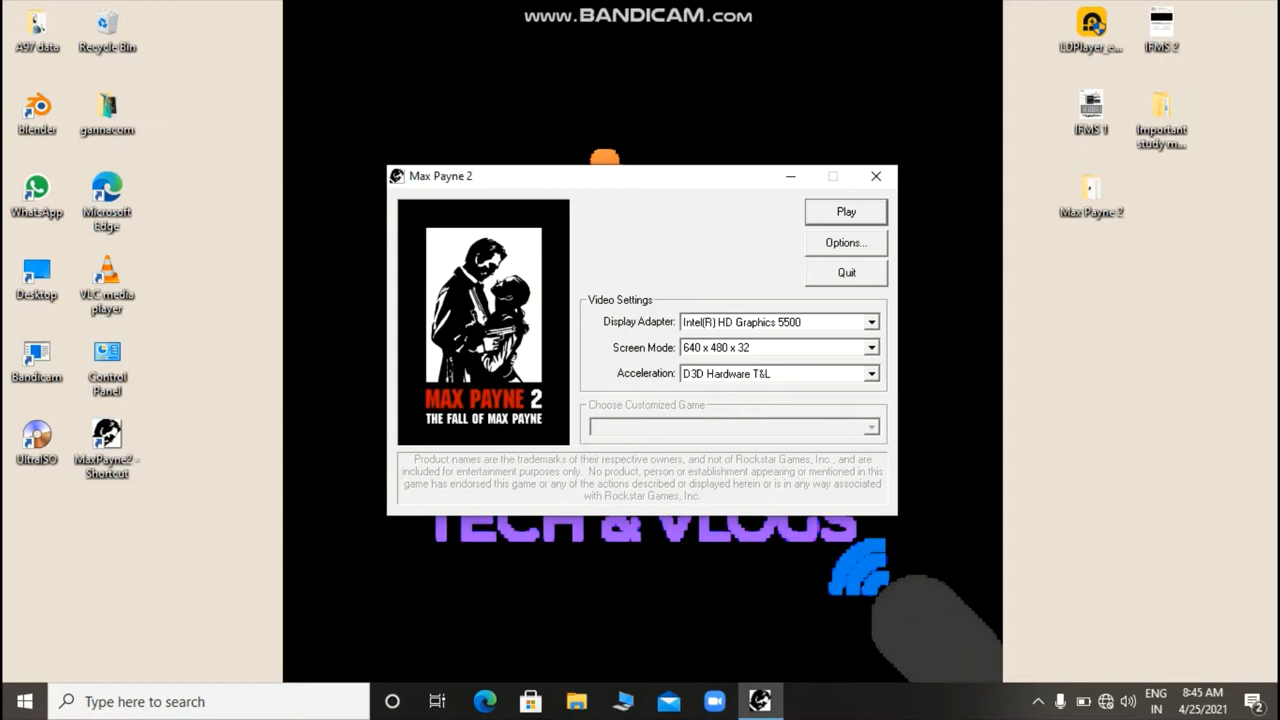 www.BANDICAM.com
A97 data
Recycle Bin
LDPlayer_e...
IFMS 2
blender
gannacom
IFMS 1
Important
study m...
WhatsApp
Microsoft
Edge
Max Payne 2
Desktop
VLC media
player
Bandicam
Control
Panel
UltraISO
MaxPayne2 -
Shortcut
Max Payne 2
Play
Options...
Quit
Video Settings
Display Adapter: Intel(R) HD Graphics 5500
Screen Mode: 640 x 480 x 32
Acceleration: D3D Hardware T&L
Choose Customized Game
MAX PAYNE 2
THE FALL OF MAX PAYNE
Product names are the trademarks of their respective owners, and not of Rockstar Games, Inc., and are
included for entertainment purposes only. No product, person or establishment appearing or mentioned in this
game has endorsed this game or any of the actions described or displayed herein or is in any way associated
with Rockstar Games, Inc.
TECH & VLOGS
Type here to search
ENG
IN
8:45 AM
4/25/2021
2